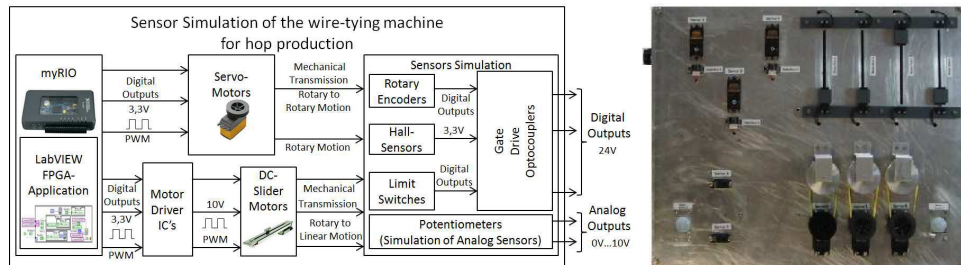 Sensor Simulation of the wire-tying machine
for hop production
myRIO
LabVIEW
FPGA-
Application
Digital
Outputs
3,3V
PWM
Digital
Outputs
3,3V
PWM
Servo-
Motors
Motor
Driver
IC's
10V
PWM
DC-
Slider
Motors
Mechanical
Transmission
Rotary to
Rotary Motion
Rotary Motion
Mechanical
Transmission
Rotary to
Linear Motion
Sensors Simulation
Rotary
Encoders
Digital
Outputs
Hall-
Sensors
3,3V
Limit
Switches
Digital
Outputs
Gate
Drive
Optocouplers
Potentiometers
(Simulation of Analog Sensors)
Digital
Outputs
24V
Analog
Outputs
0V...10V